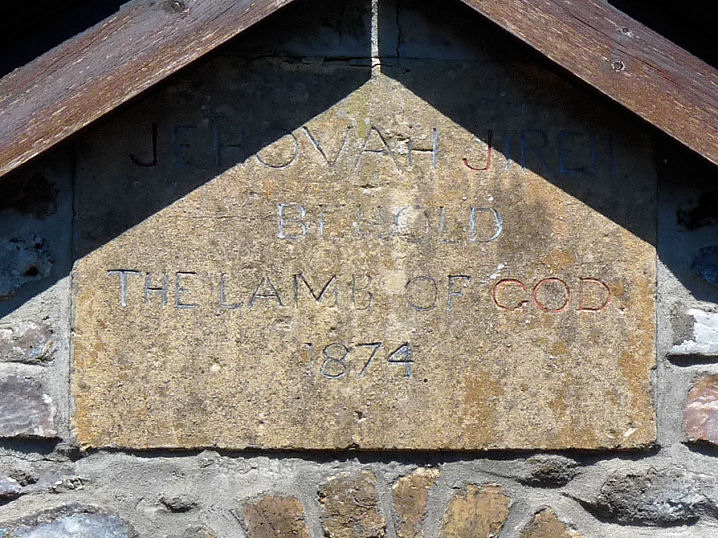 JEHOVAH JIREH
BEHOLD
THE LAMB OF GOD
1874